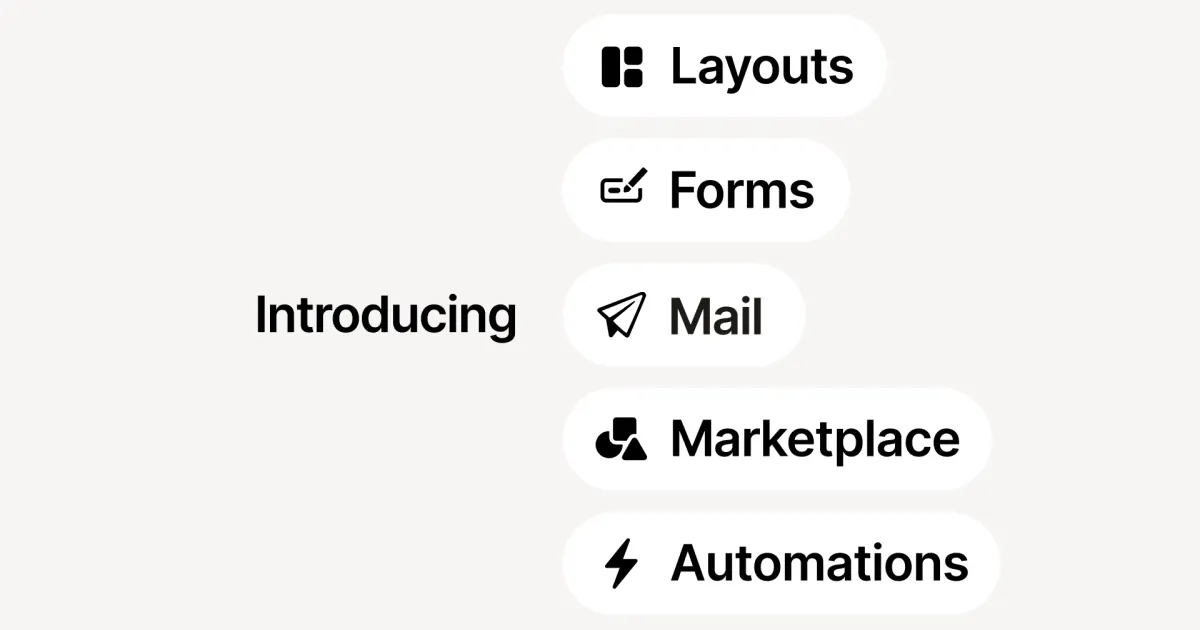 Layouts
Forms
Introducing
Mail
Marketplace
Automations